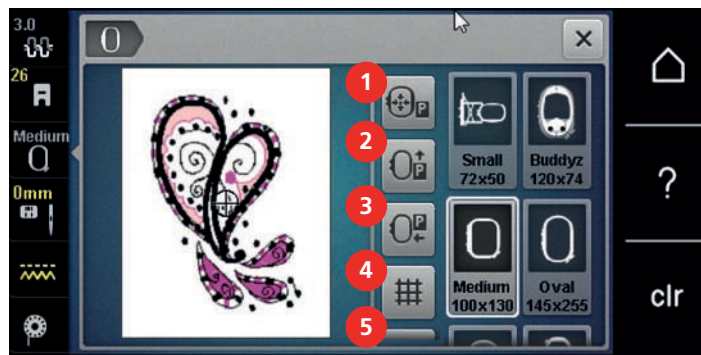 3.0
26
Medium
0mm
1
P
2
P
3
P
4
5
Small
72x50
Buddyz
120x74
Medium
100x130
Oval
145x255
?
clr